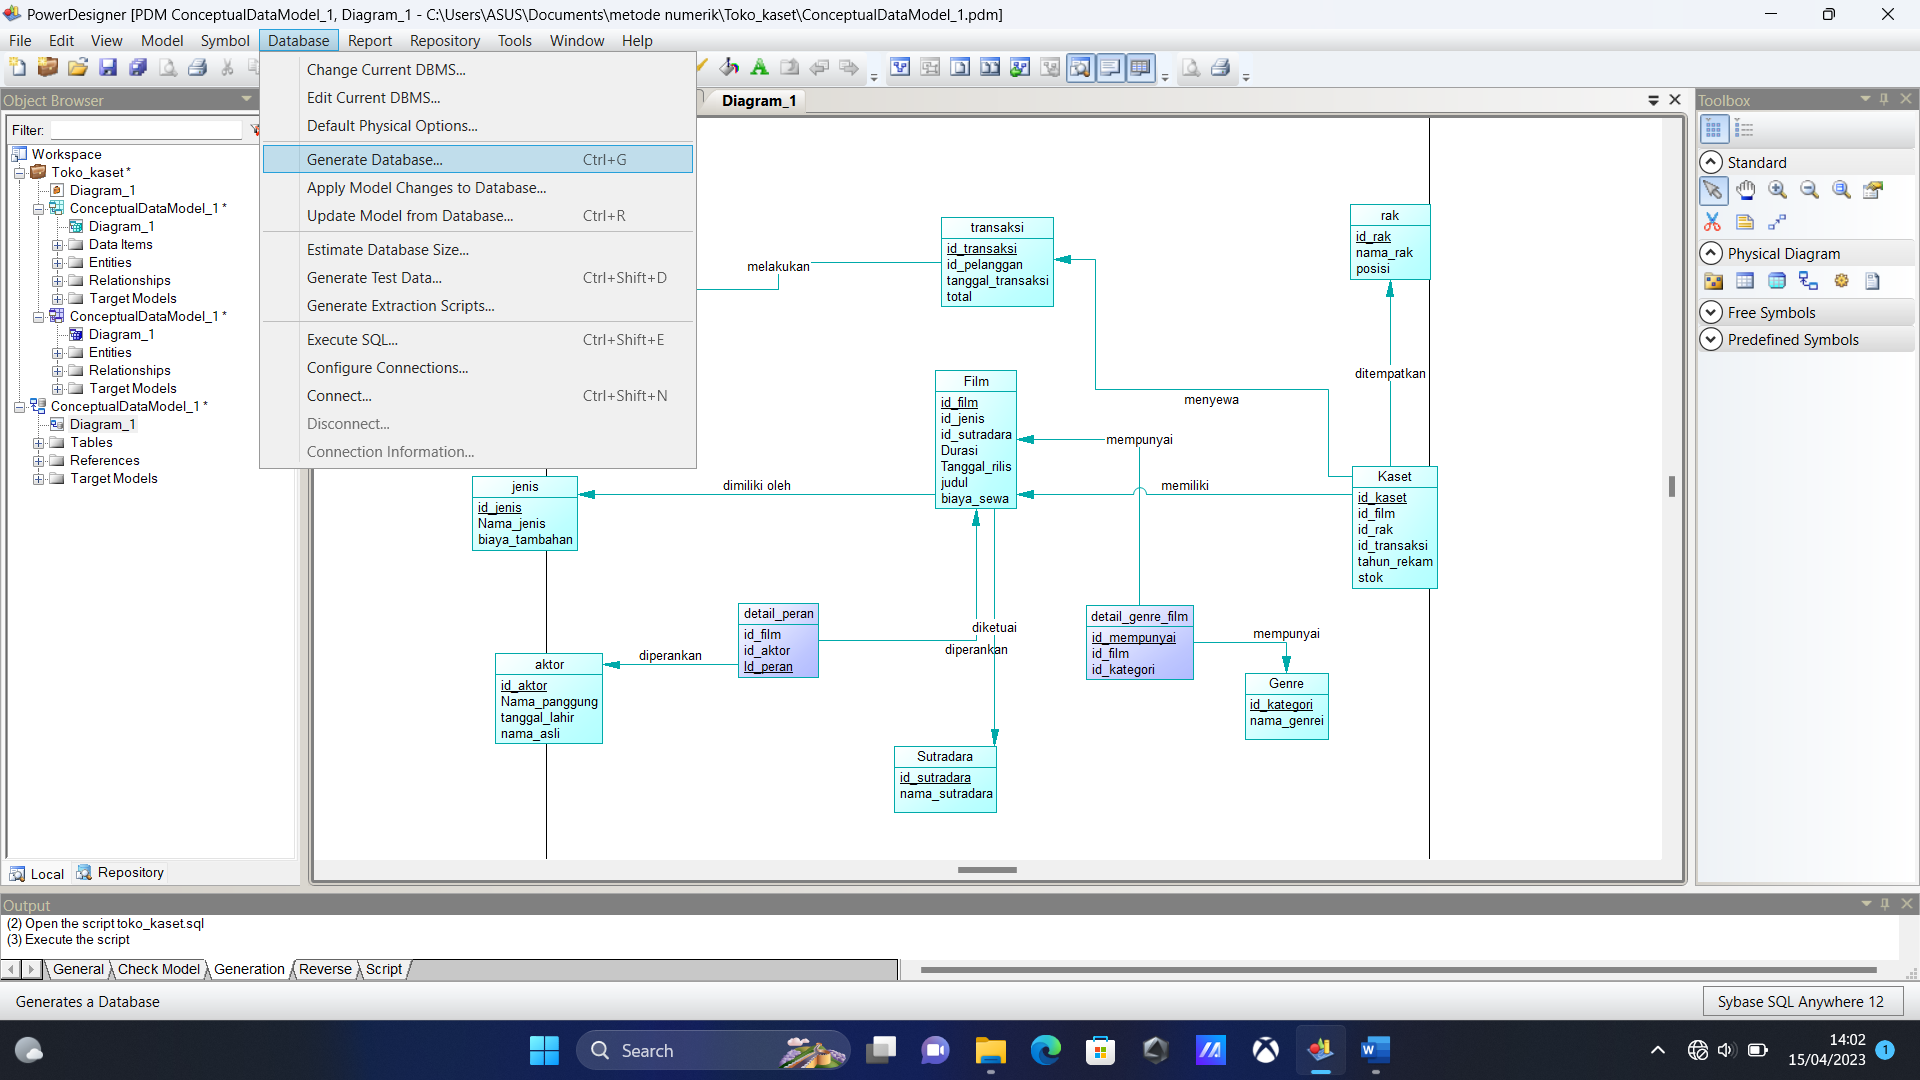 PowerDesigner [PDM ConceptualDataModel_1, Diagram_1 - C:\Users\ASUS\Documents\metode numerik\Toko_kaset\ConceptualDataModel_1.pdm]
File Edit View Model Symbol Database Report Repository Tools Window Help
Object Browser
Filter:
Workspace
Toko_kaset *
Diagram_1
ConceptualDataModel_1 *
Diagram_1
Data Items
Entities
Relationships
Target Models
ConceptualDataModel_1 *
Diagram_1
Entities
Relationships
Target Models
ConceptualDataModel_1 *
Diagram_1
Tables
References
Target Models
Local Repository
Change Current DBMS...
Edit Current DBMS...
Default Physical Options...
Generate Database... Ctrl+G
Apply Model Changes to Database...
Update Model from Database... Ctrl+R
Estimate Database Size...
Generate Test Data... Ctrl+Shift+D
Generate Extraction Scripts...
Execute SQL... Ctrl+Shift+E
Configure Connections...
Connect... Ctrl+Shift+N
Disconnect...
Connection Information...
Diagram_1
melakukan
transaksi
id_transaksi
id_pelanggan
tanggal_transaksi
total
rak
id_rak
nama_rak
posisi
ditempatkan
menyewa
Film
id_film
id_jenis
id_sutradara
Durasi
Tanggal_rilis
judul
biaya_sewa
mempunyai
memiliki
dimiliki oleh
Kaset
id_kaset
id_film
id_rak
id_transaksi
tahun_rekam
stok
jenis
id_jenis
Nama_jenis
biaya_tambahan
detail_peran
id_film
id_aktor
Id_peran
diperankan
diketuai
diperankan
detail_genre_film
id_mempunyai
id_film
id_kategori
mempunyai
aktor
id_aktor
Nama_panggung
tanggal_lahir
nama_asli
Genre
id_kategori
nama_genrei
Sutradara
id_sutradara
nama_sutradara
Toolbox
Standard
Physical Diagram
Free Symbols
Predefined Symbols
Output
(2) Open the script toko_kaset.sql
(3) Execute the script
General Check Model Generation Reverse Script
Generates a Database
Sybase SQL Anywhere 12
Search
14:02
15/04/2023
1